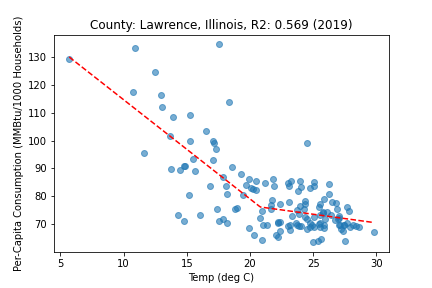 County: Lawrence, Illinois, R2: 0.569 (2019)
Per-Capita Consumption (MMBtu/1000 Households)
130
120
110
100
90
80
70
5 10 15 20 25 30
Temp (deg C)